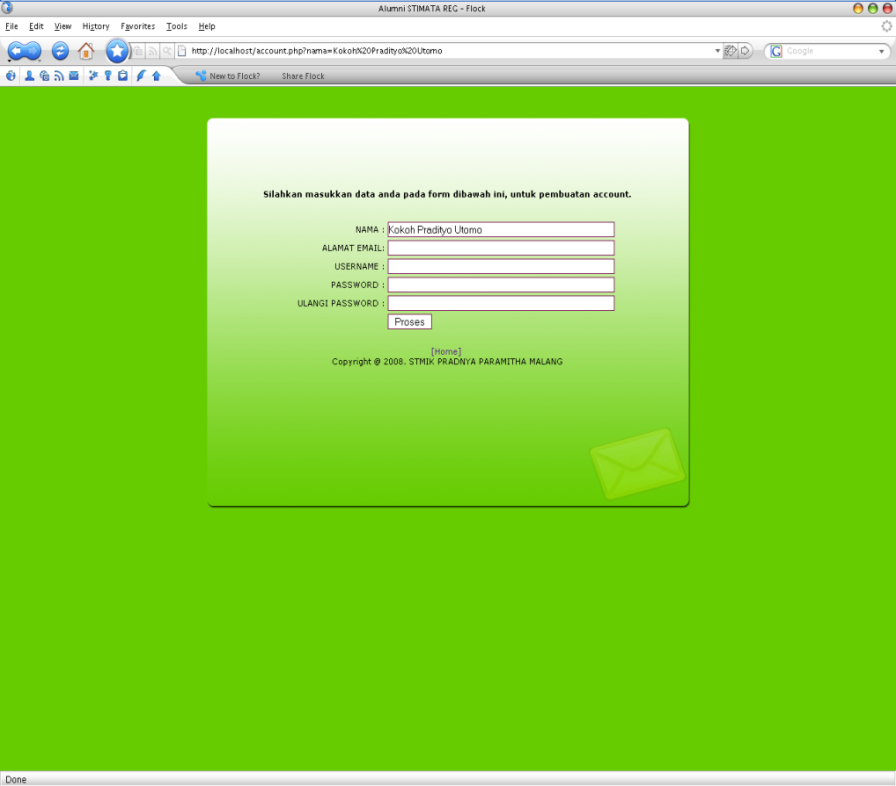 Alumni STIMATA REG - Flock
File Edit View History Favorites Tools Help
http://localhost/account.php?nama=Kokoh%20Pradityo%20Utomo
Google
New to Flock? Share Flock
Silahkan masukkan data anda pada form dibawah ini, untuk pembuatan account.
NAMA : Kokoh Pradityo Utomo
ALAMAT EMAIL:
USERNAME :
PASSWORD :
ULANGI PASSWORD :
Proses
[Home]
Copyright @ 2008. STMIK PRADNYA PARAMITHA MALANG
Done